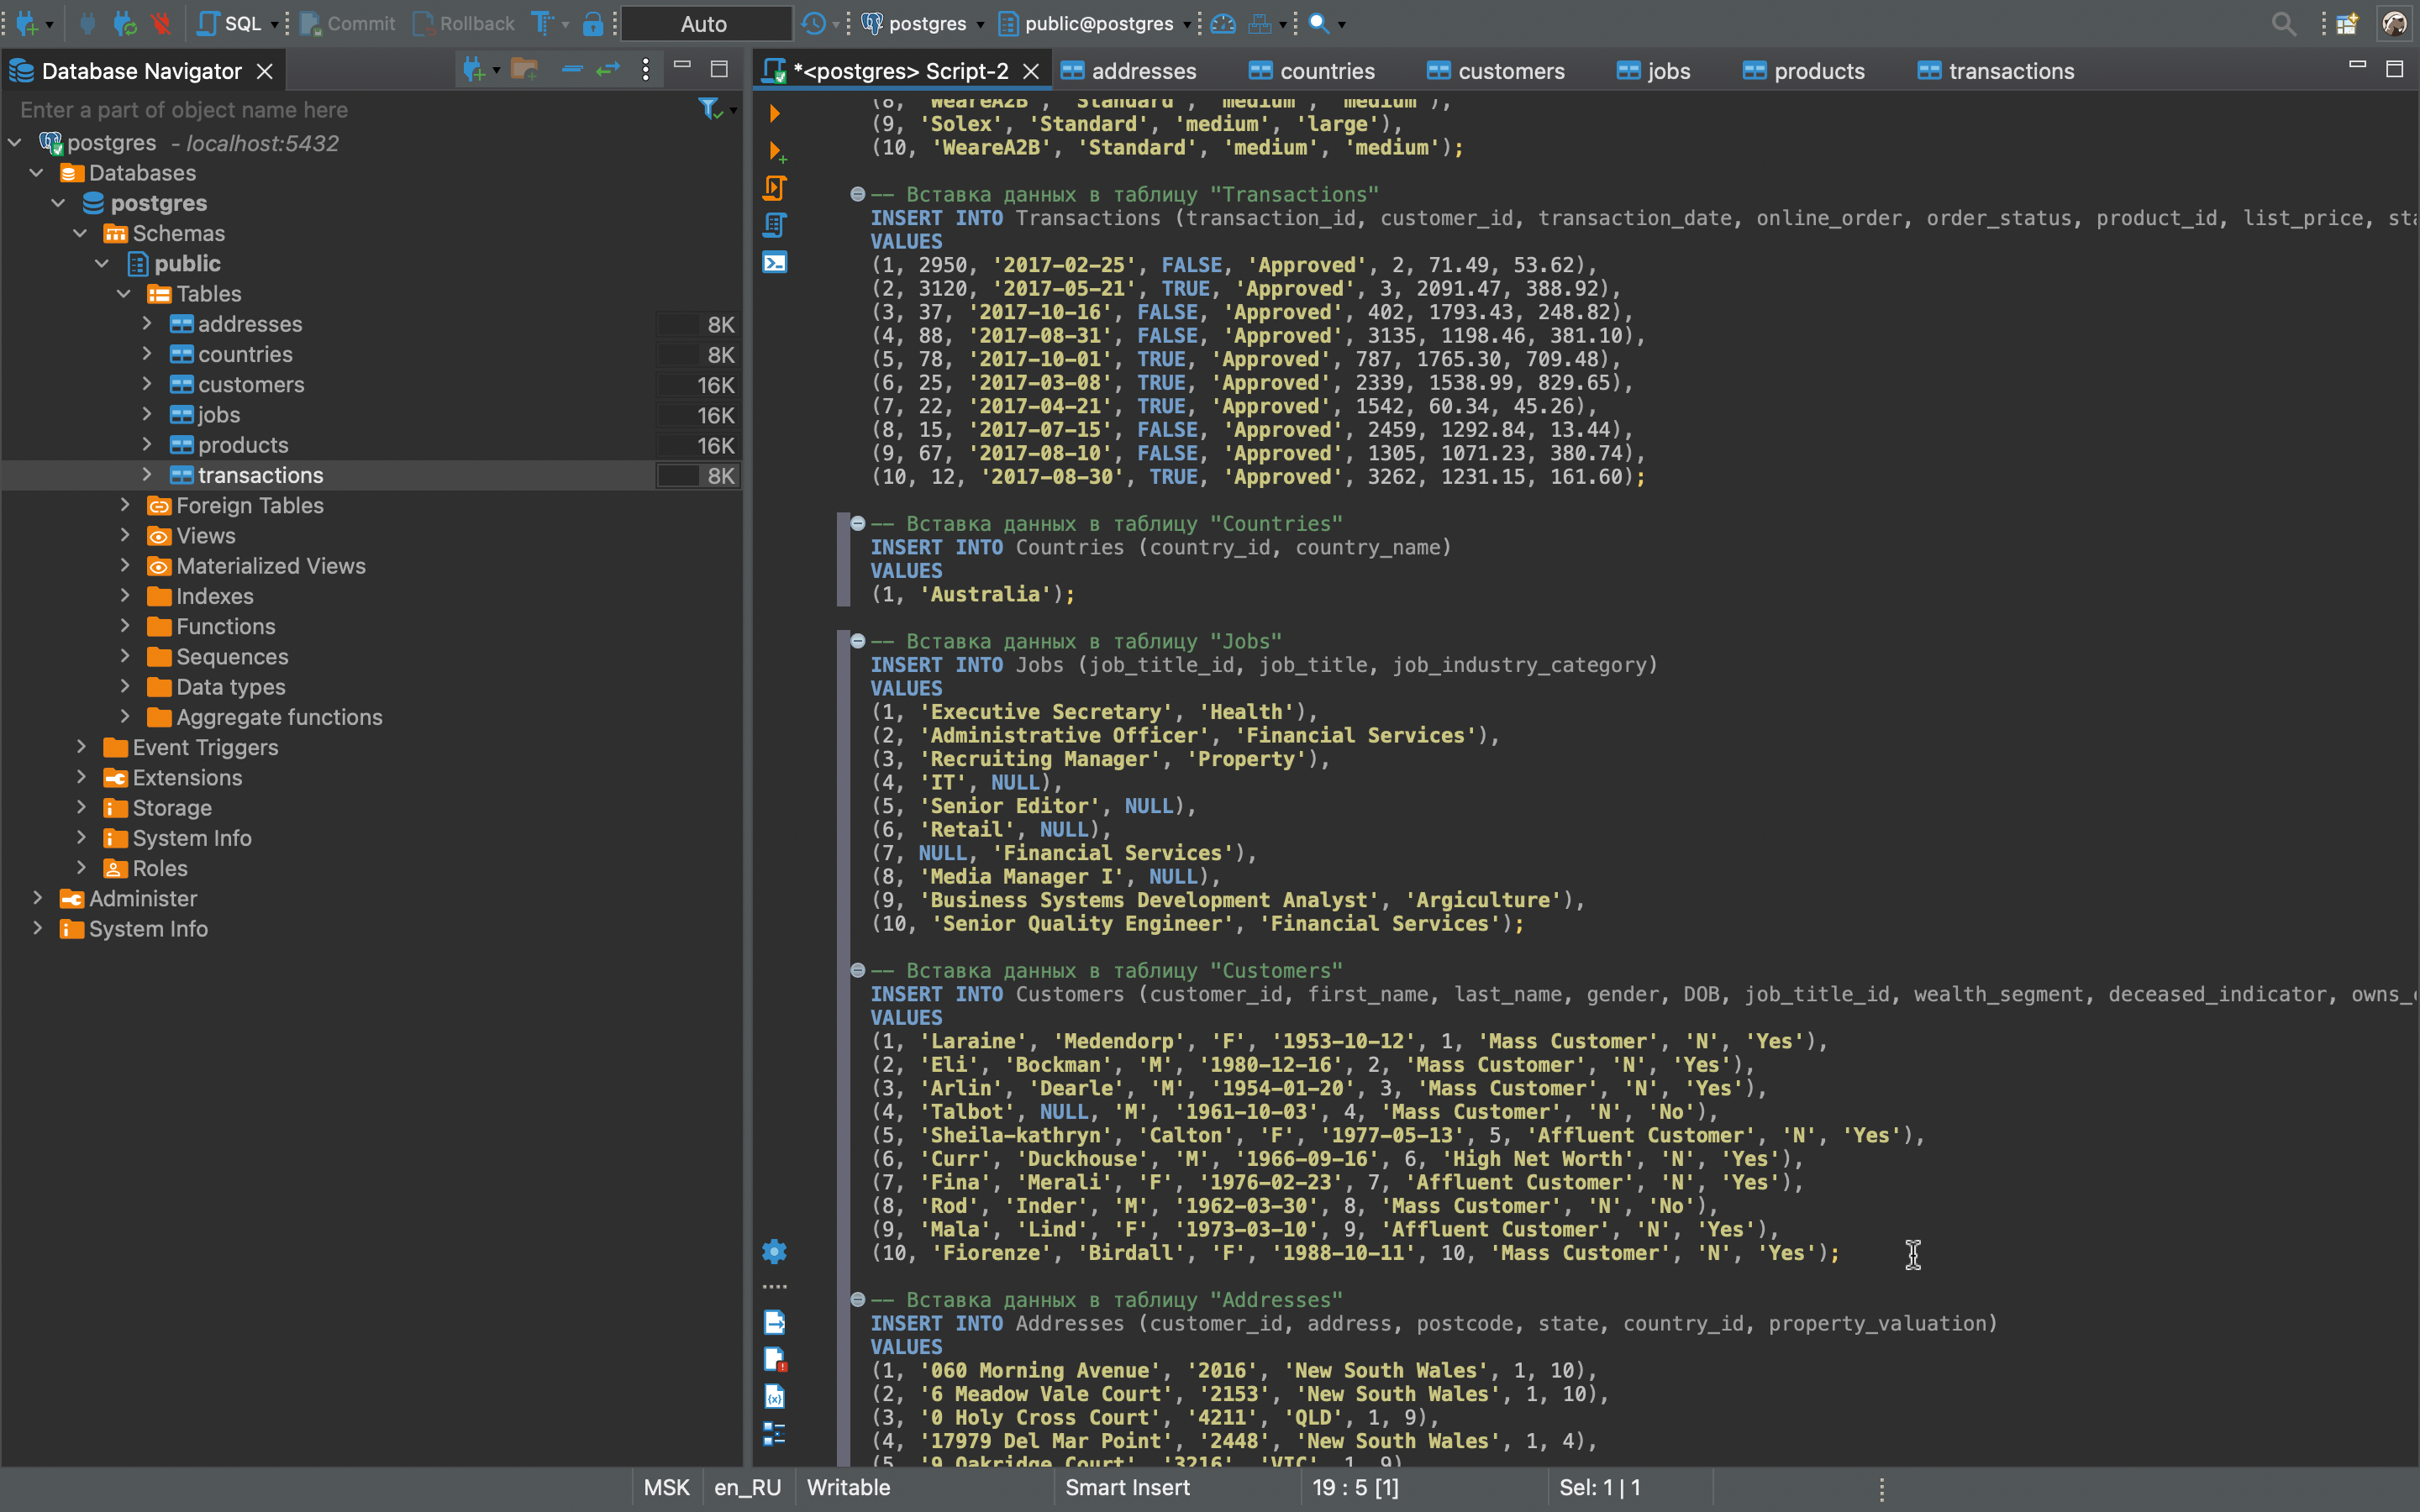 SQL Commit Rollback Auto postgres public@postgres
Database Navigator
Enter a part of object name here
postgres - localhost:5432
Databases
postgres
Schemas
public
Tables
addresses 8K
countries 8K
customers 16K
jobs 16K
products 16K
transactions 8K
Foreign Tables
Views
Materialized Views
Indexes
Functions
Sequences
Data types
Aggregate functions
Event Triggers
Extensions
Storage
System Info
Roles
Administer
System Info
*<postgres> Script-2 addresses countries customers jobs products transactions
(8, 'WeareA2B', 'Standard', 'medium', 'medium'),
(9, 'Solex', 'Standard', 'medium', 'large'),
(10, 'WeareA2B', 'Standard', 'medium', 'medium');
-- Вставка данных в таблицу "Transactions"
INSERT INTO Transactions (transaction_id, customer_id, transaction_date, online_order, order_status, product_id, list_price, sta
VALUES
(1, 2950, '2017-02-25', FALSE, 'Approved', 2, 71.49, 53.62),
(2, 3120, '2017-05-21', TRUE, 'Approved', 3, 2091.47, 388.92),
(3, 37, '2017-10-16', FALSE, 'Approved', 402, 1793.43, 248.82),
(4, 88, '2017-08-31', FALSE, 'Approved', 3135, 1198.46, 381.10),
(5, 78, '2017-10-01', TRUE, 'Approved', 787, 1765.30, 709.48),
(6, 25, '2017-03-08', TRUE, 'Approved', 2339, 1538.99, 829.65),
(7, 22, '2017-04-21', TRUE, 'Approved', 1542, 60.34, 45.26),
(8, 15, '2017-07-15', FALSE, 'Approved', 2459, 1292.84, 13.44),
(9, 67, '2017-08-10', FALSE, 'Approved', 1305, 1071.23, 380.74),
(10, 12, '2017-08-30', TRUE, 'Approved', 3262, 1231.15, 161.60);
-- Вставка данных в таблицу "Countries"
INSERT INTO Countries (country_id, country_name)
VALUES
(1, 'Australia');
-- Вставка данных в таблицу "Jobs"
INSERT INTO Jobs (job_title_id, job_title, job_industry_category)
VALUES
(1, 'Executive Secretary', 'Health'),
(2, 'Administrative Officer', 'Financial Services'),
(3, 'Recruiting Manager', 'Property'),
(4, 'IT', NULL),
(5, 'Senior Editor', NULL),
(6, 'Retail', NULL),
(7, NULL, 'Financial Services'),
(8, 'Media Manager I', NULL),
(9, 'Business Systems Development Analyst', 'Argiculture'),
(10, 'Senior Quality Engineer', 'Financial Services');
-- Вставка данных в таблицу "Customers"
INSERT INTO Customers (customer_id, first_name, last_name, gender, DOB, job_title_id, wealth_segment, deceased_indicator, owns_
VALUES
(1, 'Laraine', 'Medendorp', 'F', '1953-10-12', 1, 'Mass Customer', 'N', 'Yes'),
(2, 'Eli', 'Bockman', 'M', '1980-12-16', 2, 'Mass Customer', 'N', 'Yes'),
(3, 'Arlin', 'Dearle', 'M', '1954-01-20', 3, 'Mass Customer', 'N', 'Yes'),
(4, 'Talbot', NULL, 'M', '1961-10-03', 4, 'Mass Customer', 'N', 'No'),
(5, 'Sheila-kathryn', 'Calton', 'F', '1977-05-13', 5, 'Affluent Customer', 'N', 'Yes'),
(6, 'Curr', 'Duckhouse', 'M', '1966-09-16', 6, 'High Net Worth', 'N', 'Yes'),
(7, 'Fina', 'Merali', 'F', '1976-02-23', 7, 'Affluent Customer', 'N', 'Yes'),
(8, 'Rod', 'Inder', 'M', '1962-03-30', 8, 'Mass Customer', 'N', 'No'),
(9, 'Mala', 'Lind', 'F', '1973-03-10', 9, 'Affluent Customer', 'N', 'Yes'),
(10, 'Fiorenze', 'Birdall', 'F', '1988-10-11', 10, 'Mass Customer', 'N', 'Yes');
-- Вставка данных в таблицу "Addresses"
INSERT INTO Addresses (customer_id, address, postcode, state, country_id, property_valuation)
VALUES
(1, '060 Morning Avenue', '2016', 'New South Wales', 1, 10),
(2, '6 Meadow Vale Court', '2153', 'New South Wales', 1, 10),
(3, '0 Holy Cross Court', '4211', 'QLD', 1, 9),
(4, '17979 Del Mar Point', '2448', 'New South Wales', 1, 4),
(5, '9 Oakridge Court', '3216', 'VIC', 1, 9)
MSK en_RU Writable Smart Insert 19 : 5 [1] Sel: 1 | 1